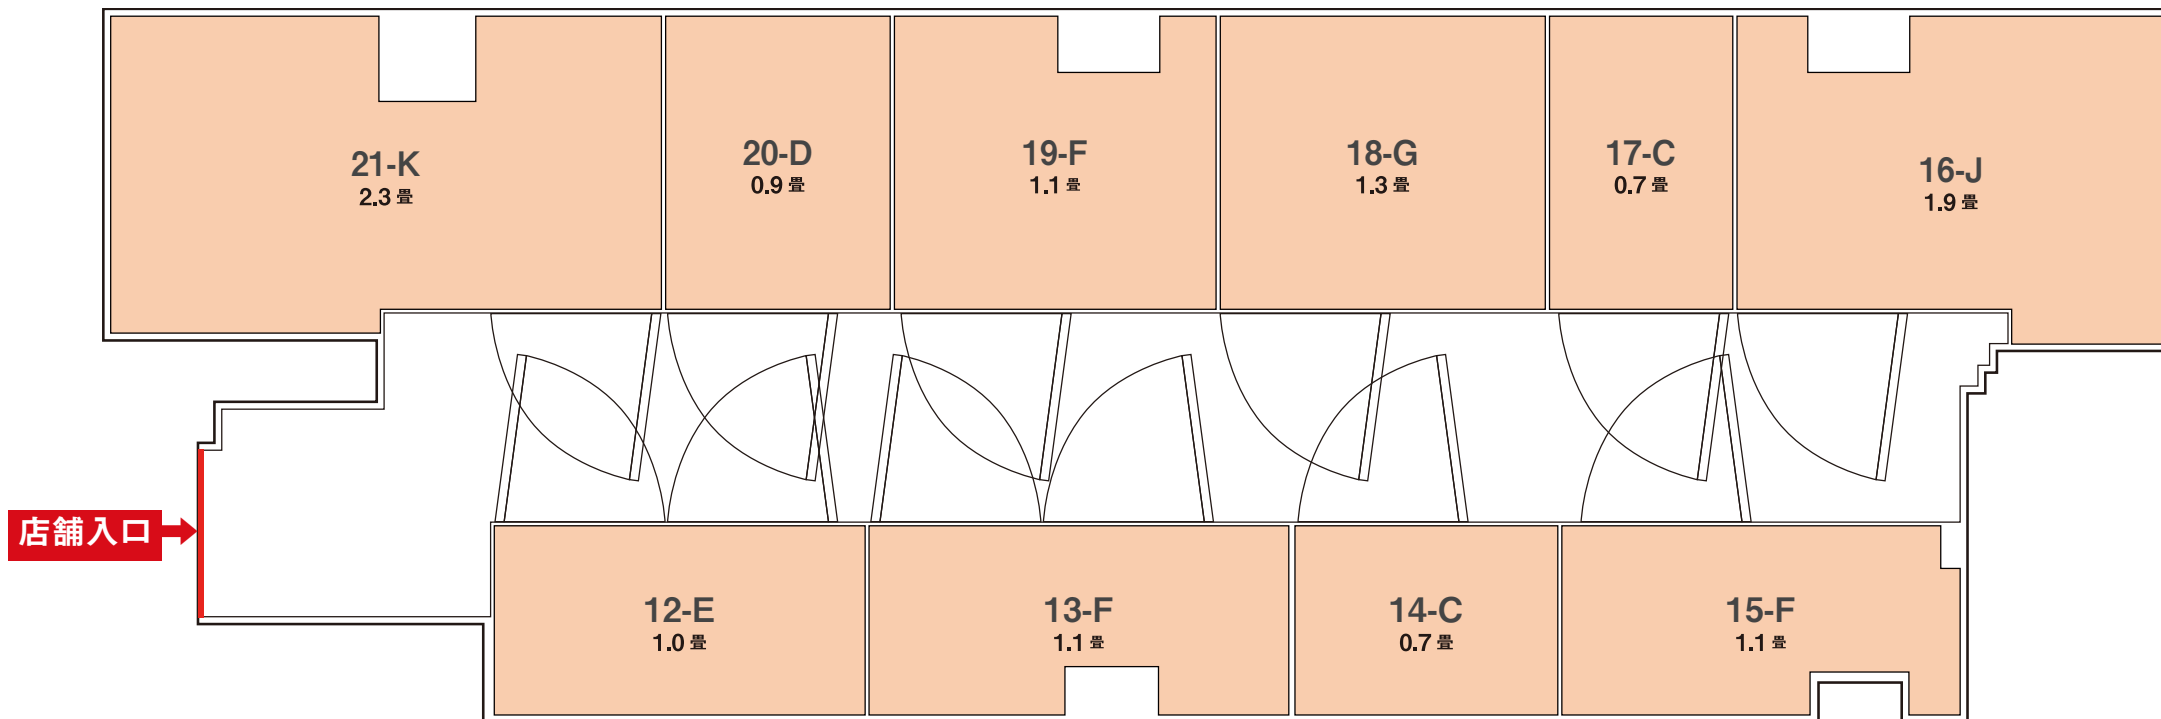 21-K
2.3 畳
20-D
0.9 畳
19-F
1.1 畳
18-G
1.3 畳
17-C
0.7 畳
16-J
1.9 畳
店舗入口
12-E
1.0 畳
13-F
1.1 畳
14-C
0.7 畳
15-F
1.1 畳